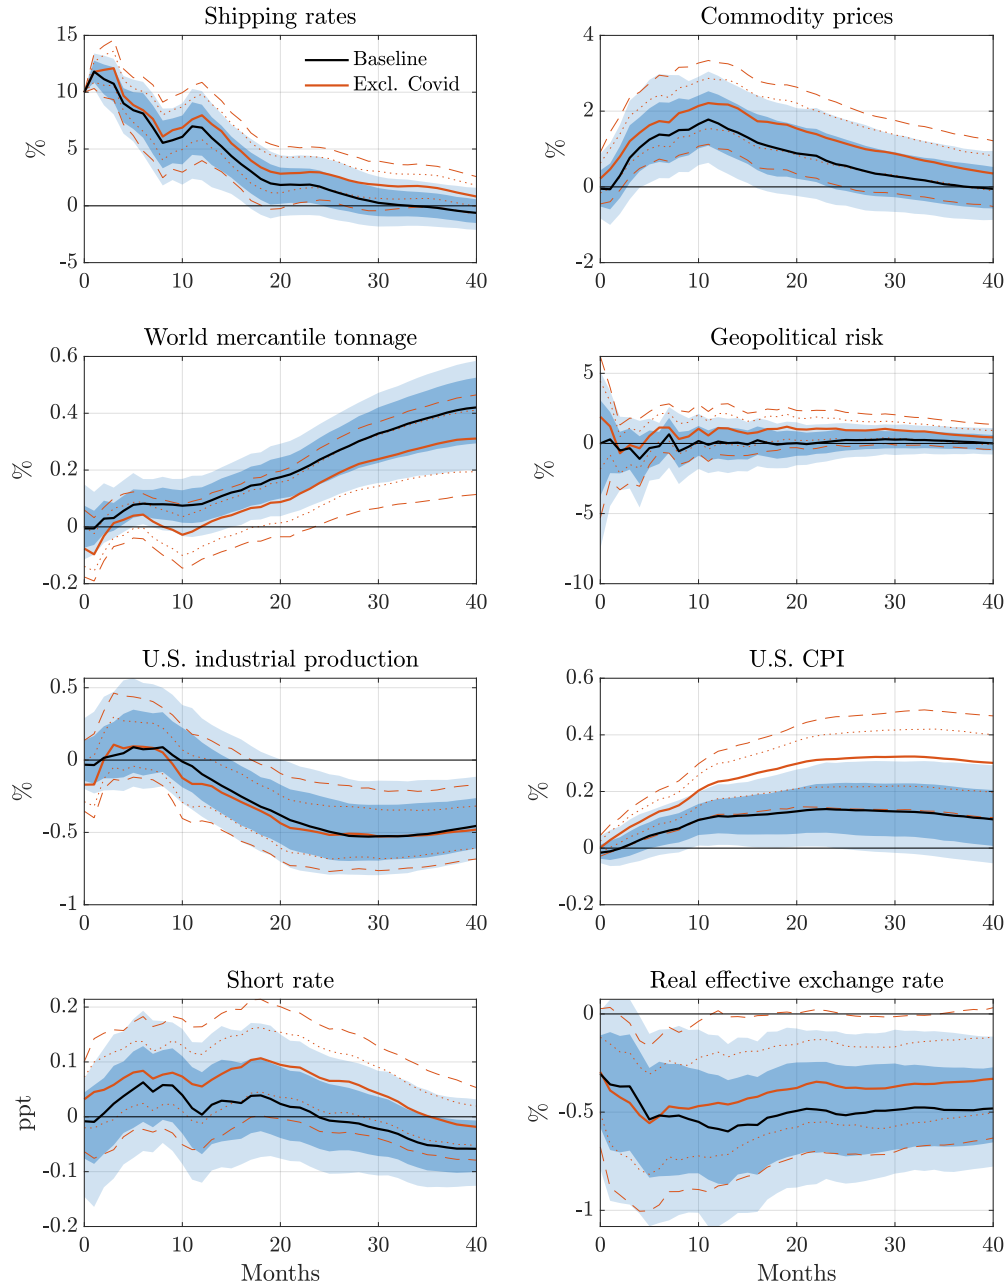 Shipping rates
15
10
5
0
-5
%
0 10 20 30 40
Baseline
Excl. Covid
Commodity prices
4
2
0
-2
%
0 10 20 30 40
World mercantile tonnage
0.6
0.4
0.2
0
-0.2
%
0 10 20 30 40
Geopolitical risk
5
0
-5
-10
%
0 10 20 30 40
U.S. industrial production
0.5
0
-0.5
-1
%
0 10 20 30 40
U.S. CPI
0.6
0.4
0.2
0
-0.2
%
0 10 20 30 40
Short rate
0.2
0.1
0
-0.1
-0.2
ppt
0 10 20 30 40
Months
Real effective exchange rate
0
-0.5
-1
%
0 10 20 30 40
Months